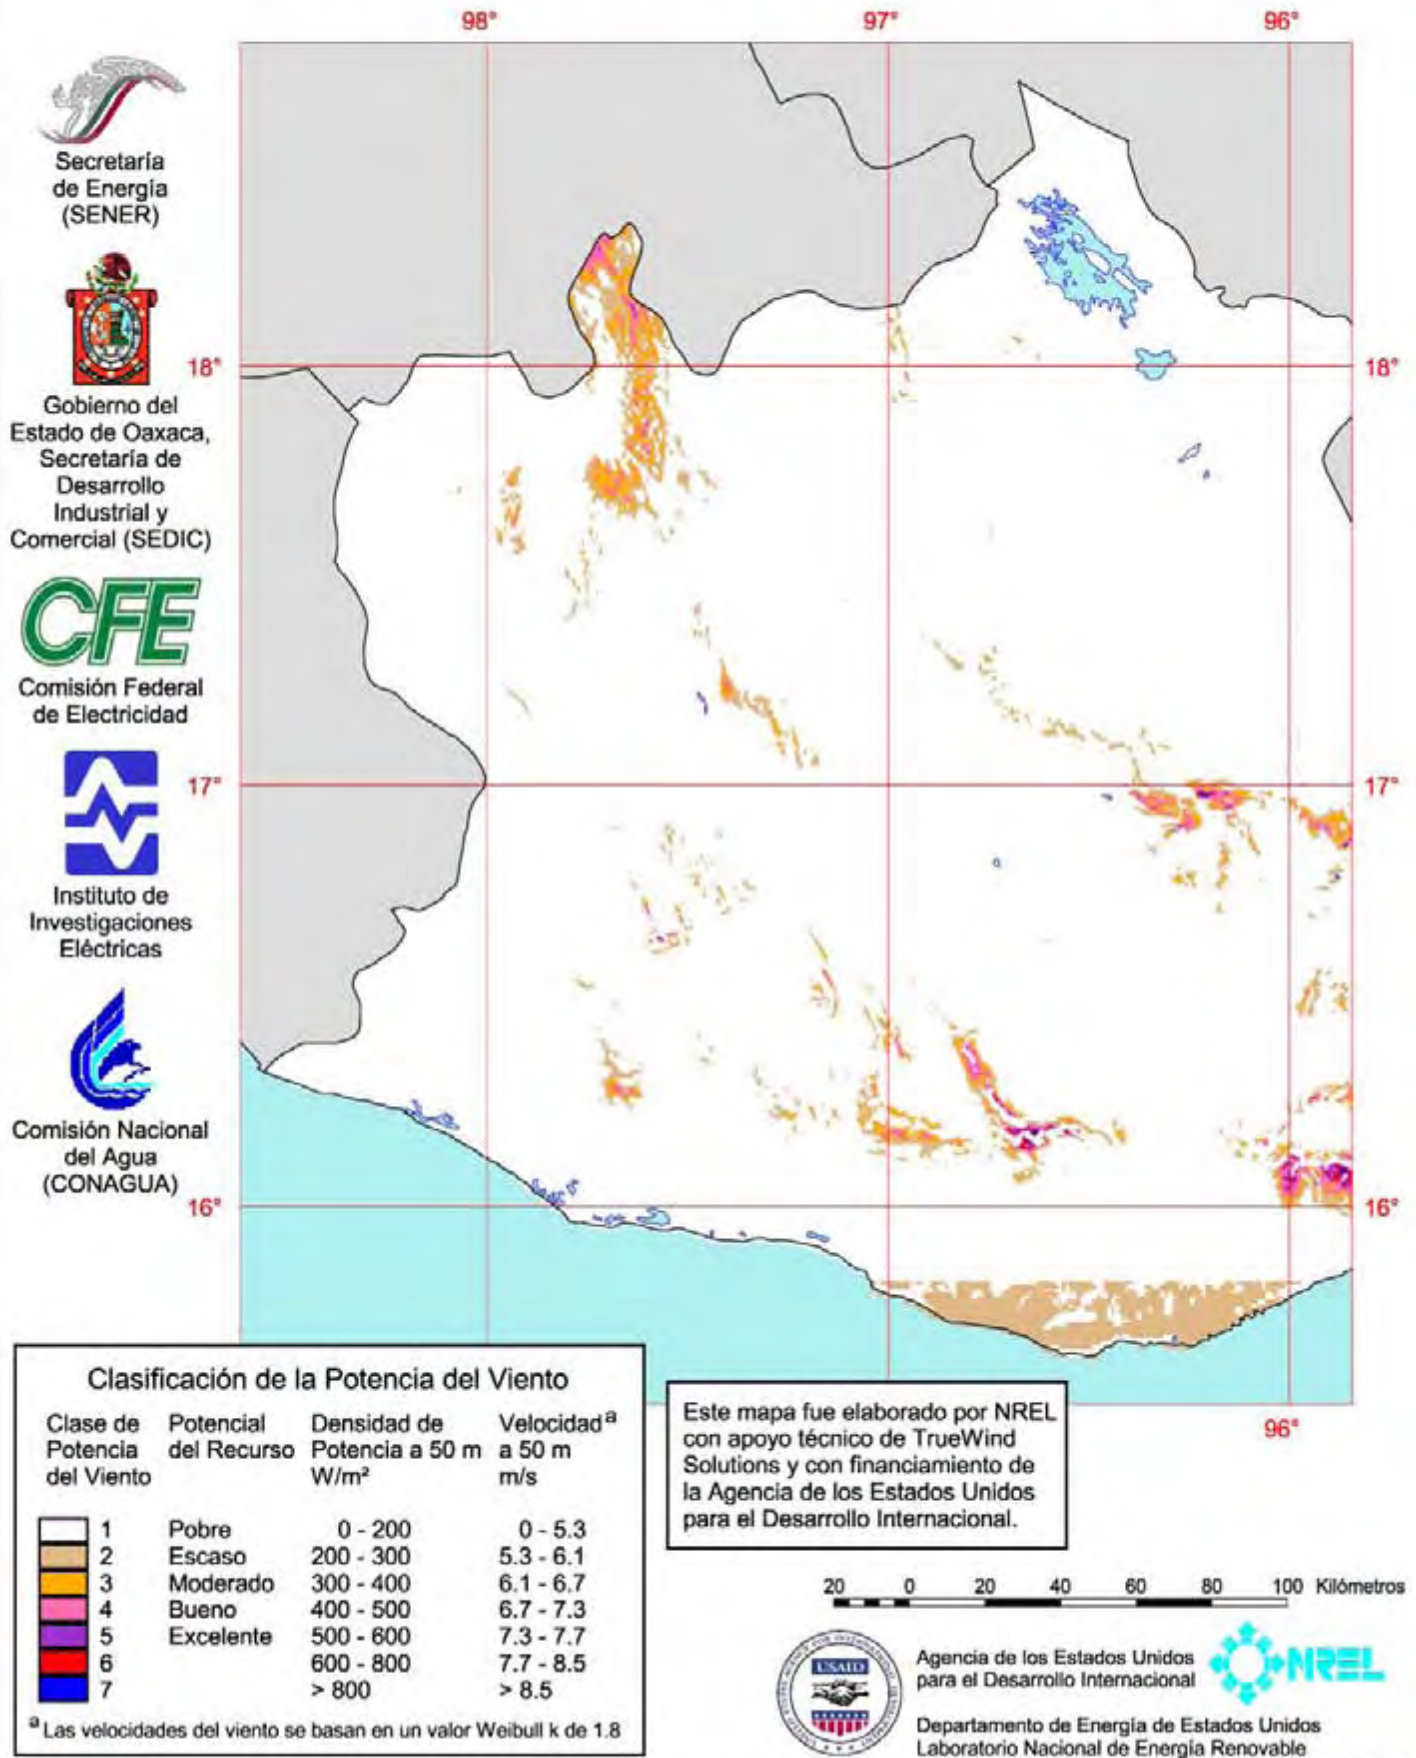 98°
97°
96°
Secretaría
de Energía
(SENER)
Gobierno del
Estado de Oaxaca,
Secretaría de
Desarrollo
Industrial y
Comercial (SEDIC)
CFE
Comisión Federal
de Electricidad
Instituto de
Investigaciones
Eléctricas
Comisión Nacional
del Agua
(CONAGUA)
18°
18°
17°
17°
16°
16°
96°
Clasificación de la Potencia del Viento
Clase de Potencia del Viento
Potencial del Recurso
Densidad de Potencia a 50 m W/m²
Velocidad a a 50 m m/s
1 Pobre 0 - 200 0 - 5.3
2 Escaso 200 - 300 5.3 - 6.1
3 Moderado 300 - 400 6.1 - 6.7
4 Bueno 400 - 500 6.7 - 7.3
5 Excelente 500 - 600 7.3 - 7.7
6 600 - 800 7.7 - 8.5
7 > 800 > 8.5
a Las velocidades del viento se basan en un valor Weibull k de 1.8
Este mapa fue elaborado por NREL
con apoyo técnico de TrueWind
Solutions y con financiamiento de
la Agencia de los Estados Unidos
para el Desarrollo Internacional.
20 0 20 40 60 80 100 Kilómetros
USAID
Agencia de los Estados Unidos
para el Desarrollo Internacional
NREL
Departamento de Energía de Estados Unidos
Laboratorio Nacional de Energía Renovable